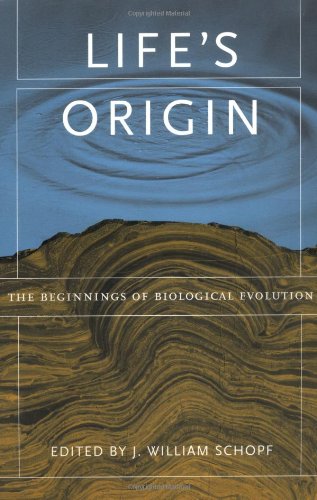 LIFE'S
ORIGIN
THE BEGINNINGS OF BIOLOGICAL EVOLUTION
EDITED BY J. WILLIAM SCHOPF